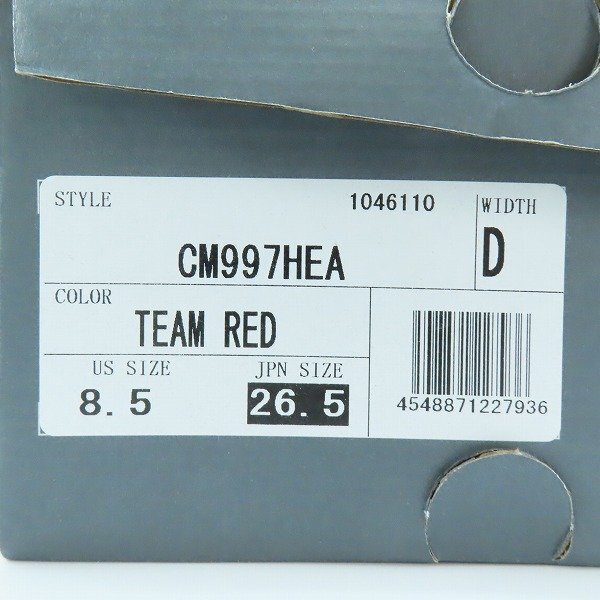 STYLE 1046110 WIDTH
CM997HEA D
COLOR
TEAM RED
US SIZE JPN SIZE
8.5 26.5
4548871227936